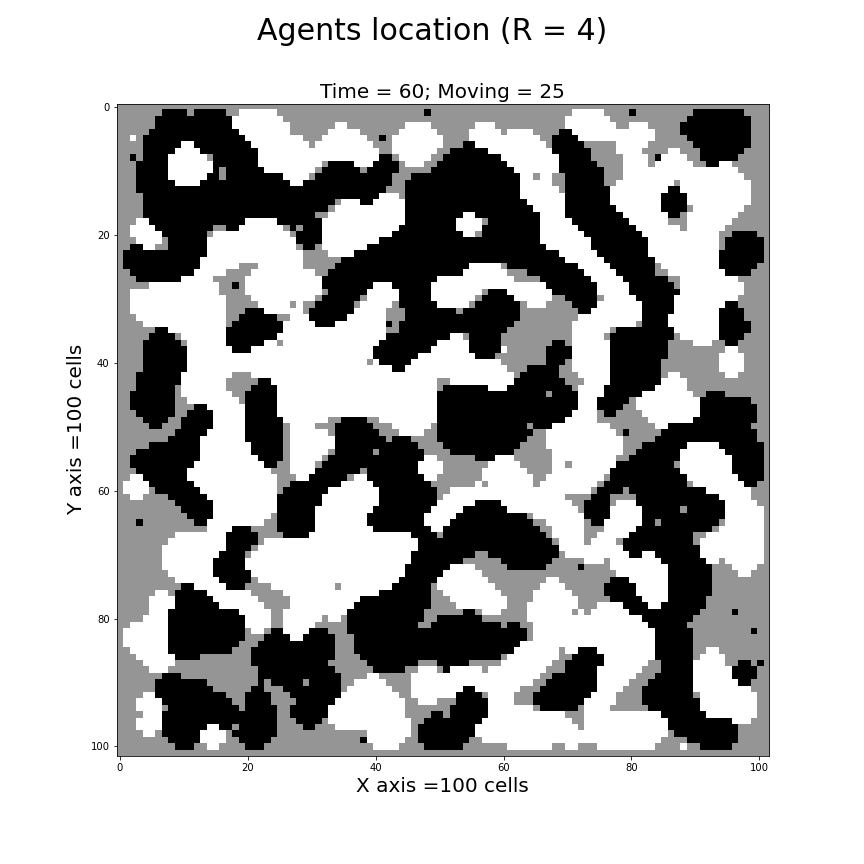 Agents location (R = 4)
Time = 60; Moving = 25
0
20
40
60
80
100
Y axis =100 cells
0 20 40 60 80 100
X axis =100 cells